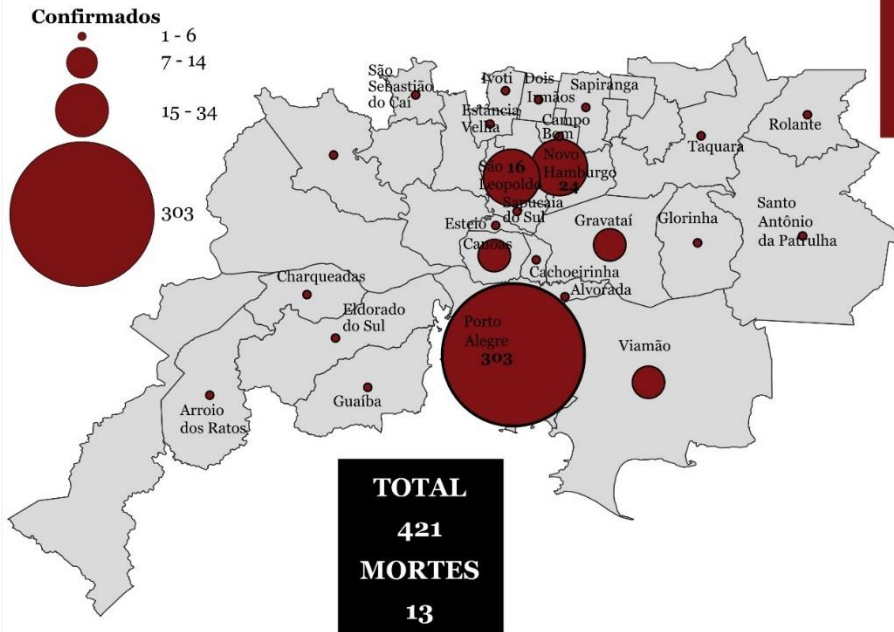 Confirmados
1 - 6
7 - 14
15 - 34
303
São
Sebastião
do Caí
Ivoti
Dois
Irmãos
Sapiranga
Estância
Velha
Campo
Bom
Taquara
Rolante
São 16
Leopoldo
Novo
Hamburgo
24
Sapucaia
do Sul
Esteio
Canoas
Gravataí
Glorinha
Santo
Antônio
da Patrulha
Cachoeirinha
Alvorada
Charqueadas
Eldorado
do Sul
Porto
Alegre
303
Viamão
Guaíba
Arroio
dos Ratos
TOTAL
421
MORTES
13